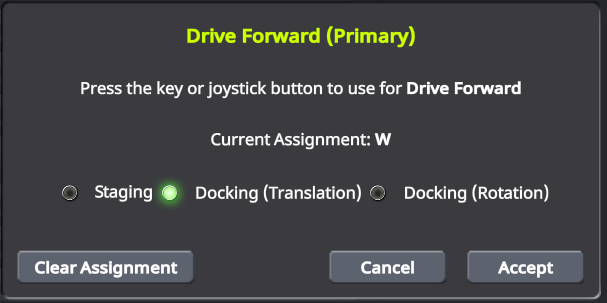 Drive Forward (Primary)
Press the key or joystick button to use for Drive Forward
Current Assignment: W
Staging Docking (Translation) Docking (Rotation)
Clear Assignment Cancel Accept